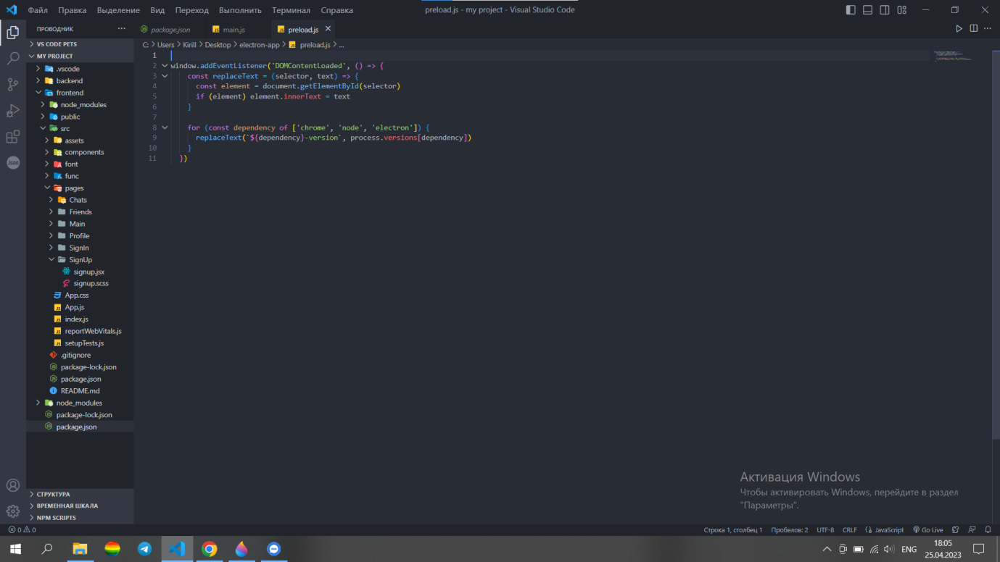 Файл Правка Выделение Вид Переход Выполнить Терминал Справка
preload.js - my project - Visual Studio Code
ПРОВОДНИК
package.json
main.js
preload.js
C: > Users > Kirill > Desktop > electron-app > preload.js > ...
VS CODE PETS
MY PROJECT
.vscode
backend
frontend
node_modules
public
src
assets
components
font
func
pages
Chats
Friends
Main
Profile
SignIn
SignUp
signup.jsx
signup.scss
App.css
App.js
index.js
reportWebVitals.js
setupTests.js
.gitignore
package-lock.json
package.json
README.md
node_modules
package-lock.json
package.json
СТРУКТУРА
ВРЕМЕННАЯ ШКАЛА
NPM SCRIPTS
1
2 window.addEventListener('DOMContentLoaded', () => {
3 const replaceText = (selector, text) => {
4 const element = document.getElementById(selector)
5 if (element) element.innerText = text
6 }
7
8 for (const dependency of ['chrome', 'node', 'electron']) {
9 replaceText(`${dependency}-version`, process.versions[dependency])
10 }
11 })
Активация Windows
Чтобы активировать Windows, перейдите в раздел
"Параметры".
0 0
Строка 1, столбец 1 Пробелов: 2 UTF-8 CRLF JavaScript Go Live
Json
ENG
18:05
25.04.2023